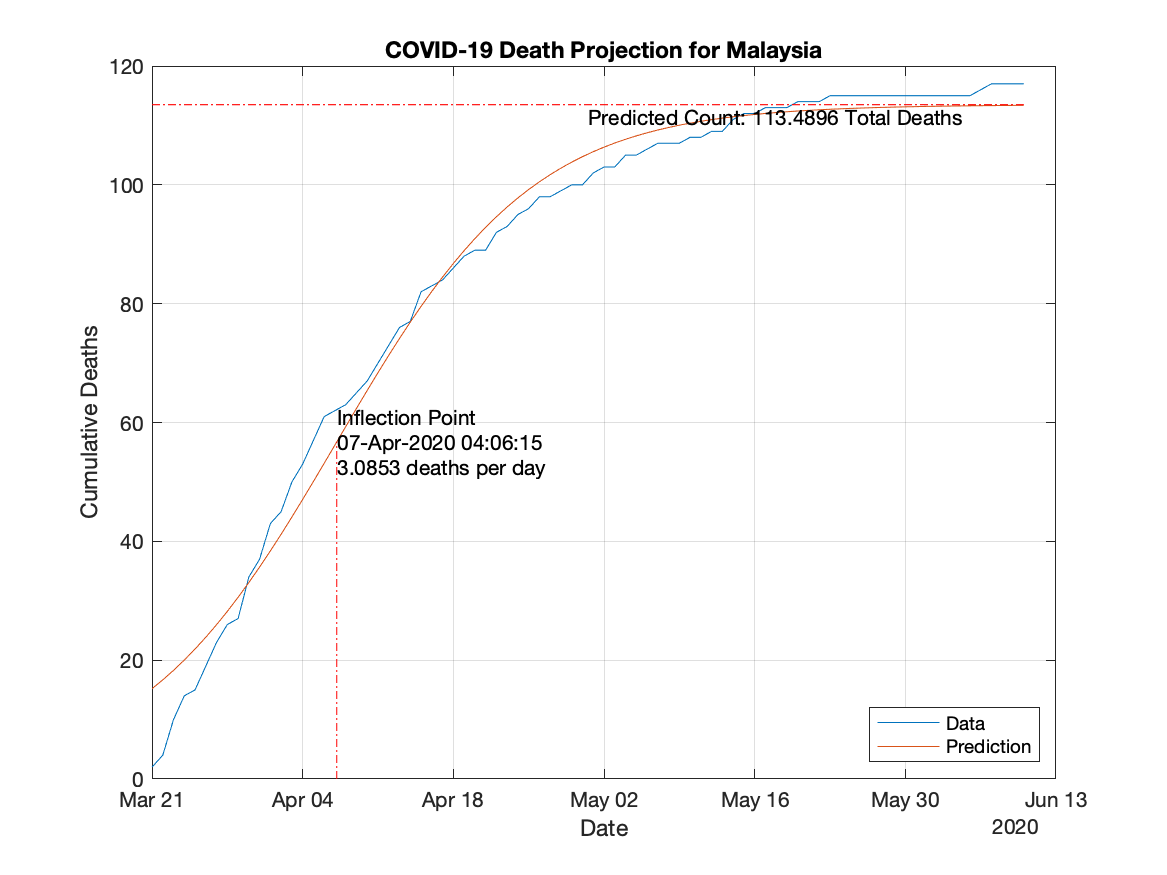 COVID-19 Death Projection for Malaysia
120
Predicted Count: 113.4896 Total Deaths
100
80
Cumulative Deaths
60
Inflection Point
07-Apr-2020 04:06:15
3.0853 deaths per day
40
20
Data
Prediction
0
Mar 21 Apr 04 Apr 18 May 02 May 16 May 30 Jun 13
Date
2020